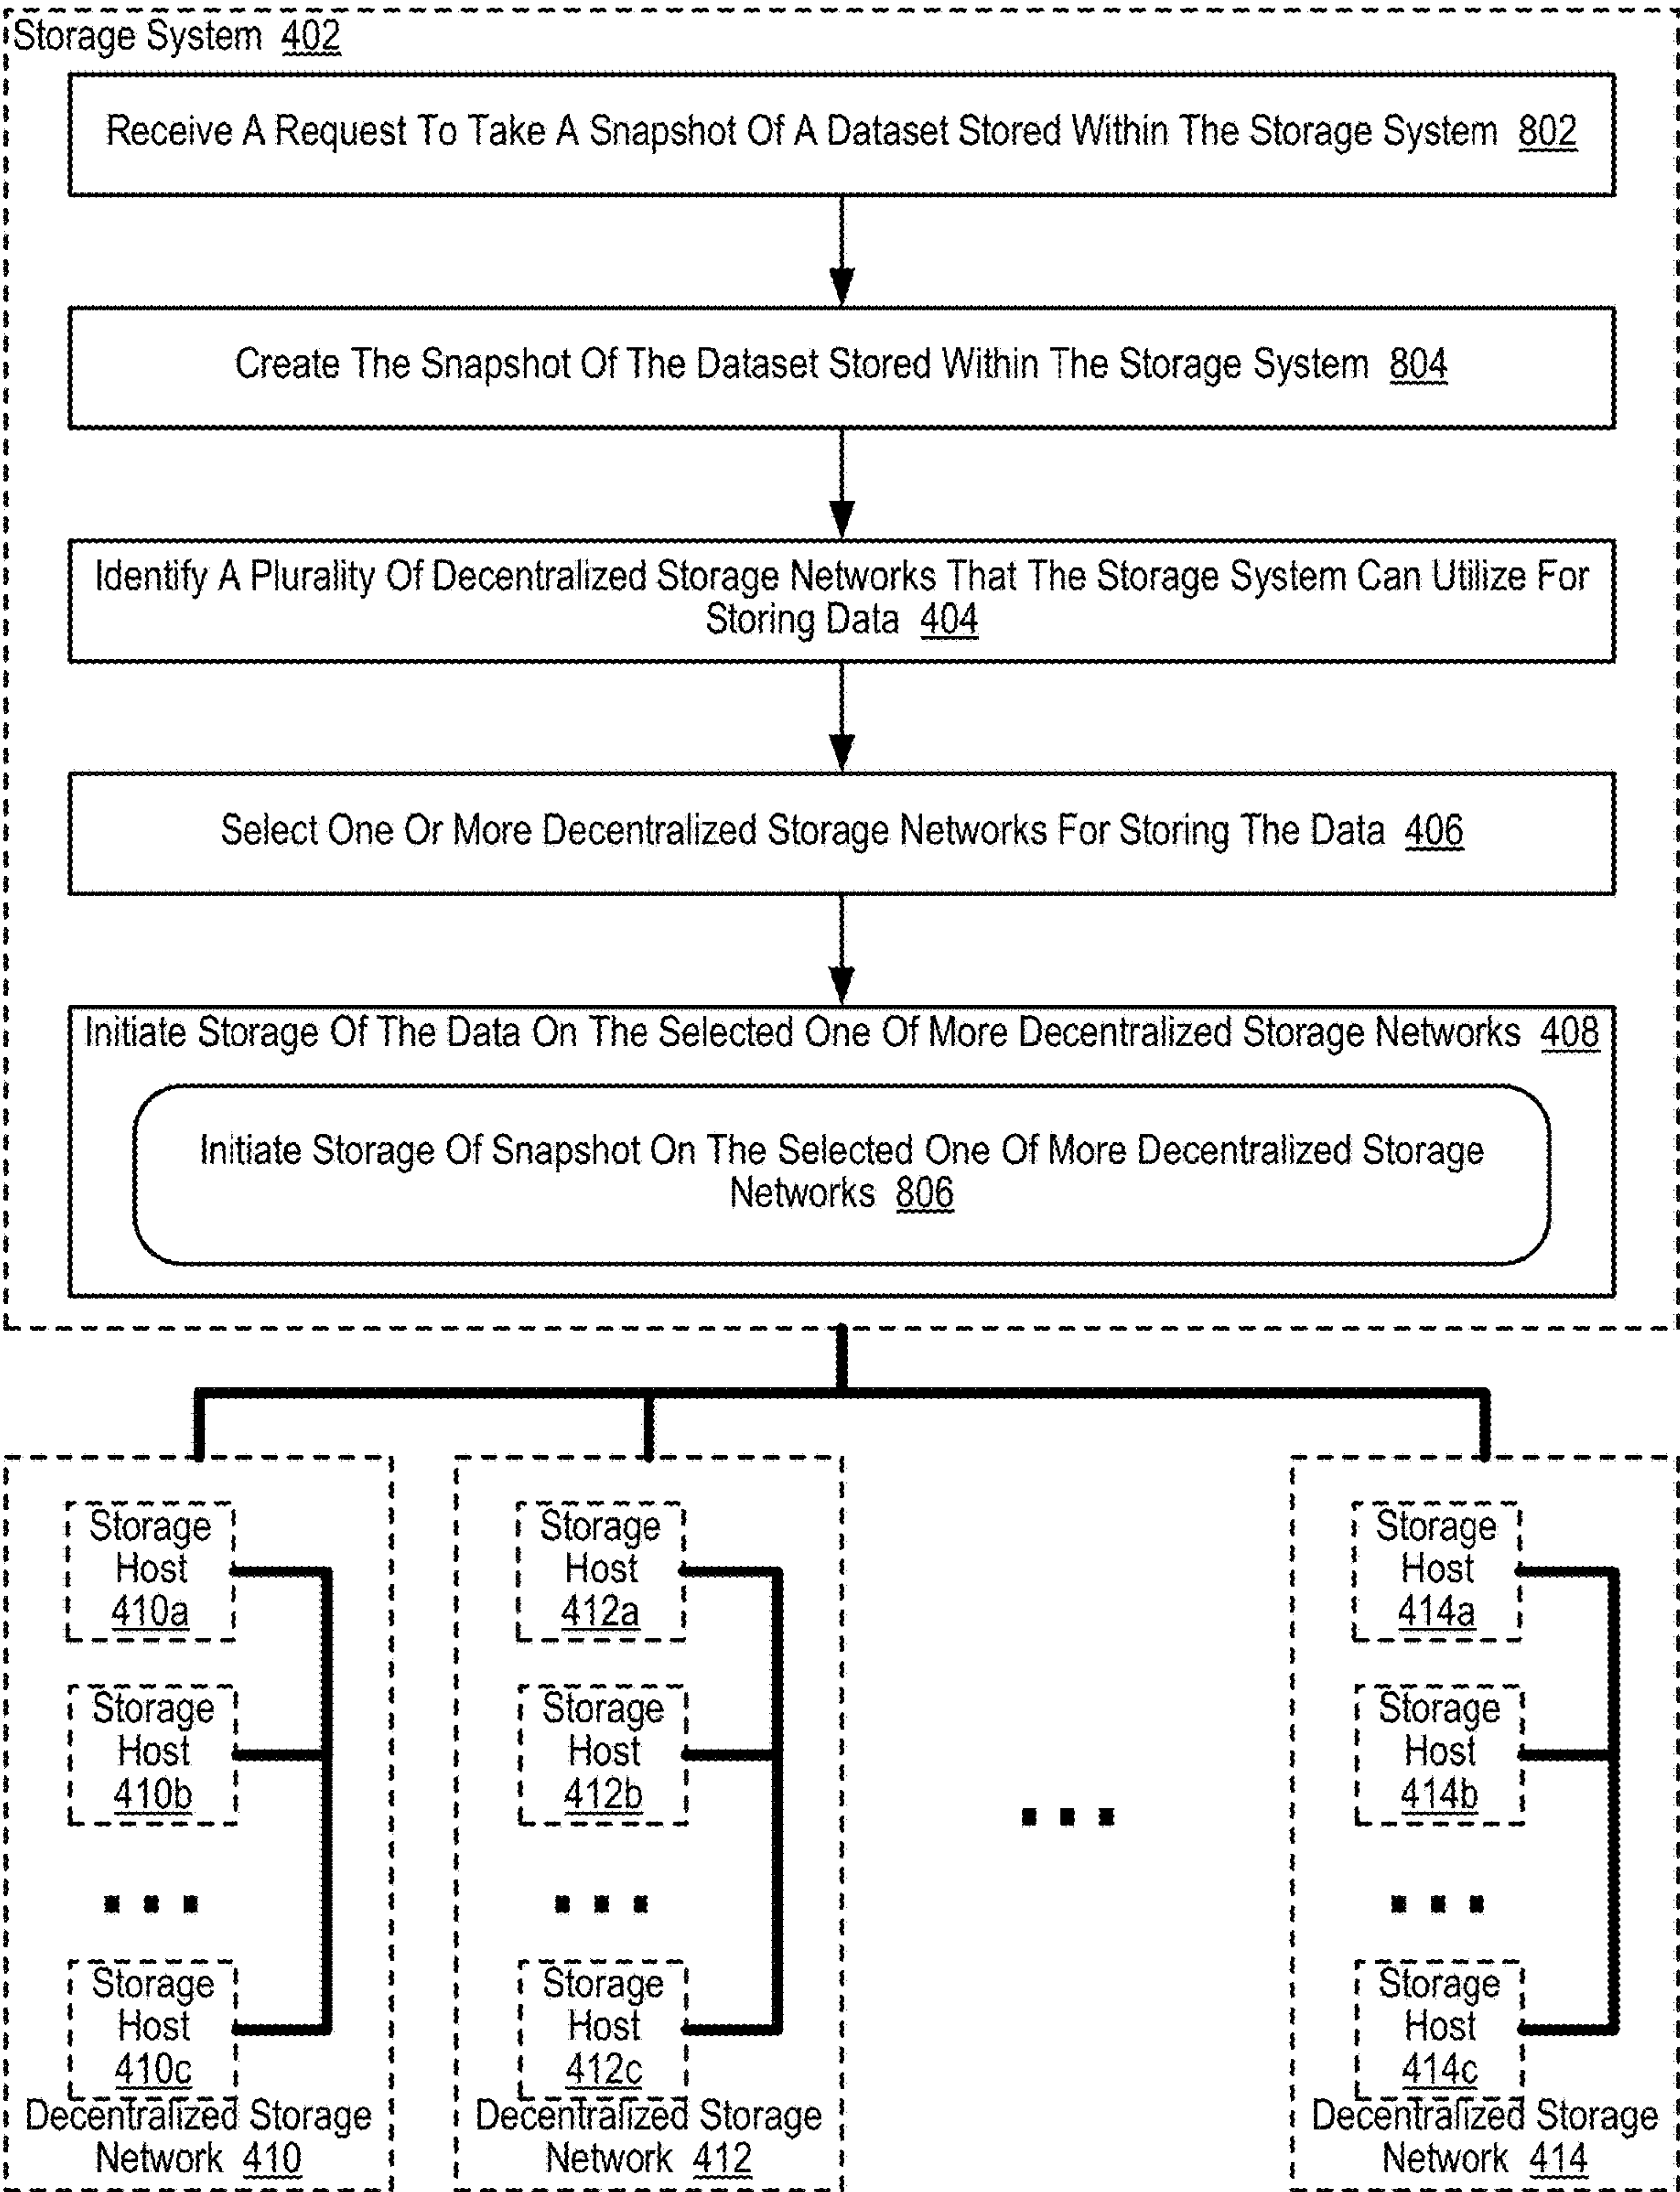 Storage System 402
Receive A Request To Take A Snapshot Of A Dataset Stored Within The Storage System 802
Create The Snapshot Of The Dataset Stored Within The Storage System 804
Identify A Plurality Of Decentralized Storage Networks That The Storage System Can Utilize For
Storing Data 404
Select One Or More Decentralized Storage Networks For Storing The Data 406
Initiate Storage Of The Data On The Selected One Of More Decentralized Storage Networks 408
Initiate Storage Of Snapshot On The Selected One Of More Decentralized Storage
Networks 806
Storage
Host
410a
Storage
Host
410b
Storage
Host
410c
Decentralized Storage
Network 410
Storage
Host
412a
Storage
Host
412b
Storage
Host
412c
Decentralized Storage
Network 412
Storage
Host
414a
Storage
Host
414b
Storage
Host
414c
Decentralized Storage
Network 414